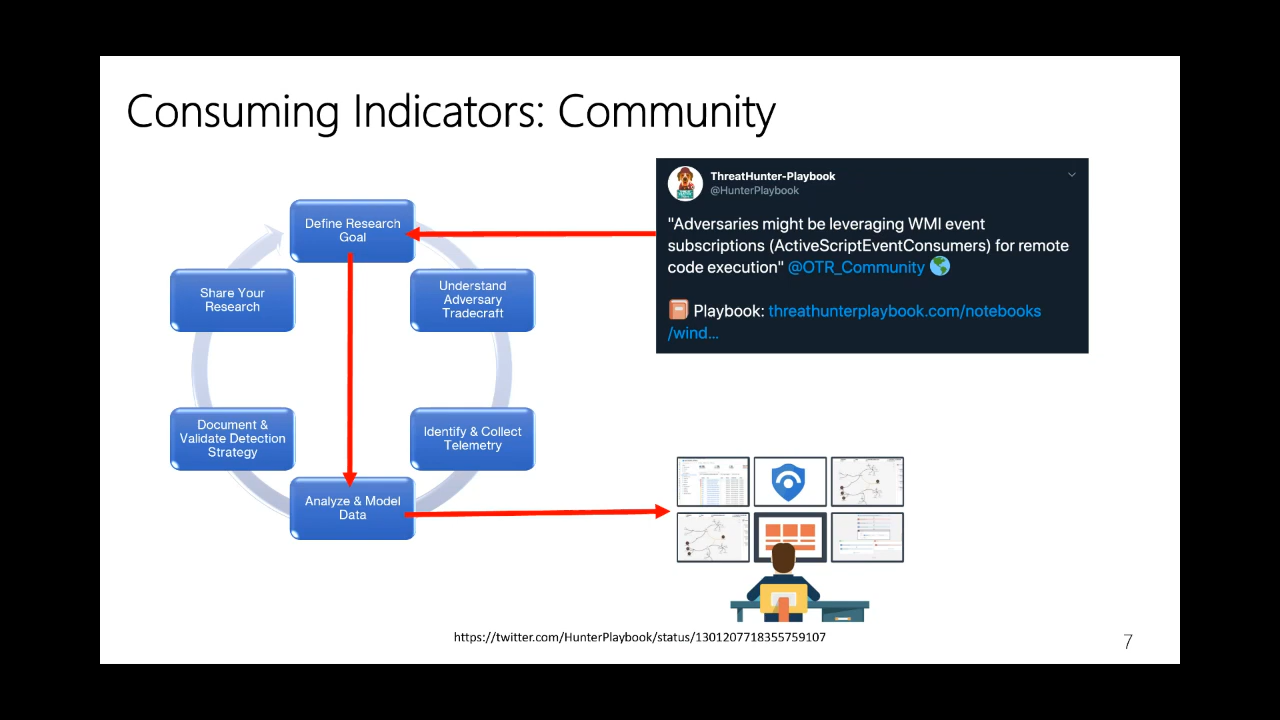 Consuming Indicators: Community
ThreatHunter-Playbook
@HunterPlaybook
"Adversaries might be leveraging WMI event
subscriptions (ActiveScriptEventConsumers) for remote
code execution" @OTR_Community
Playbook: threathunterplaybook.com/notebooks
/wind...
Define Research
Goal
Understand
Adversary
Tradecraft
Identify & Collect
Telemetry
Analyze & Model
Data
Document &
Validate Detection
Strategy
Share Your
Research
https://twitter.com/HunterPlaybook/status/1301207718355759107
7